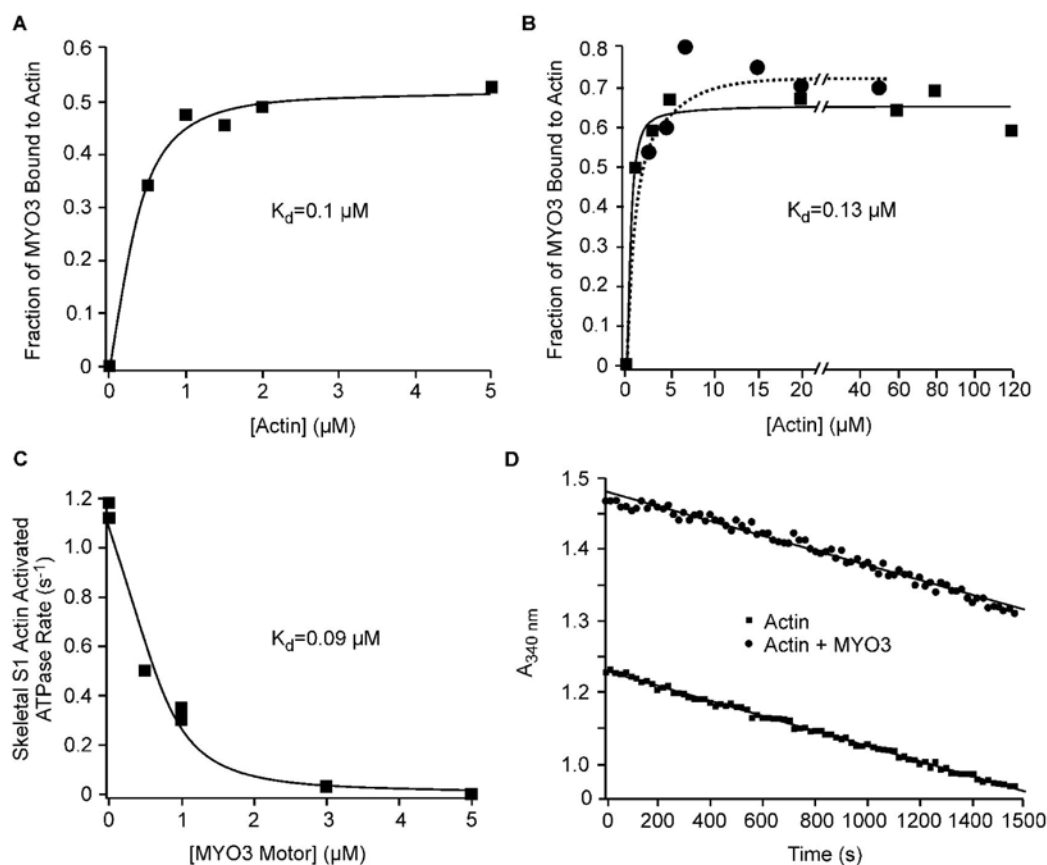 A
B
0.6
0.5
0.4
0.3
0.2
0.1
0
Fraction of MYO3 Bound to Actin
Kd=0.1 µM
0 1 2 3 4 5
[Actin] (µM)
0.8
0.7
0.6
0.5
0.4
0.3
0.2
0.1
0
Fraction of MYO3 Bound to Actin
Kd=0.13 µM
0 5 10 15 20 40 60 80 100 120
[Actin] (µM)
C
D
1.2
1.0
0.8
0.6
0.4
0.2
0
Skeletal S1 Actin Activated
ATPase Rate (s-1)
Kd=0.09 µM
0 1 2 3 4 5
[MYO3 Motor] (µM)
1.5
1.4
1.3
1.2
1.0
A340 nm
Actin
Actin + MYO3
0 200 400 600 800 1000 1200 1400 1500
Time (s)